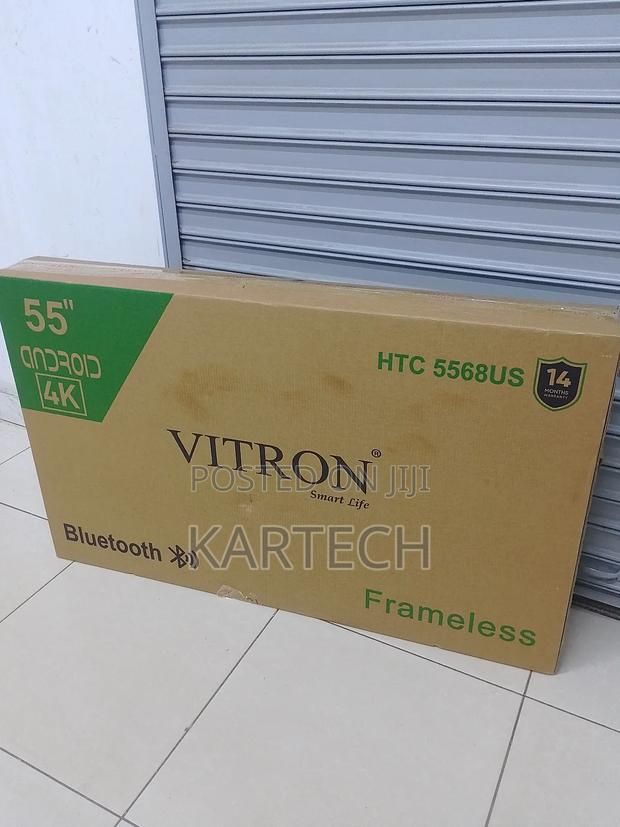 55"
ANDROID
4K
HTC 5568US
14
MONTHS
WARRANTY
VITRON®
Smart Life
POSTED ON JIJI
KARTECH
Bluetooth
Frameless